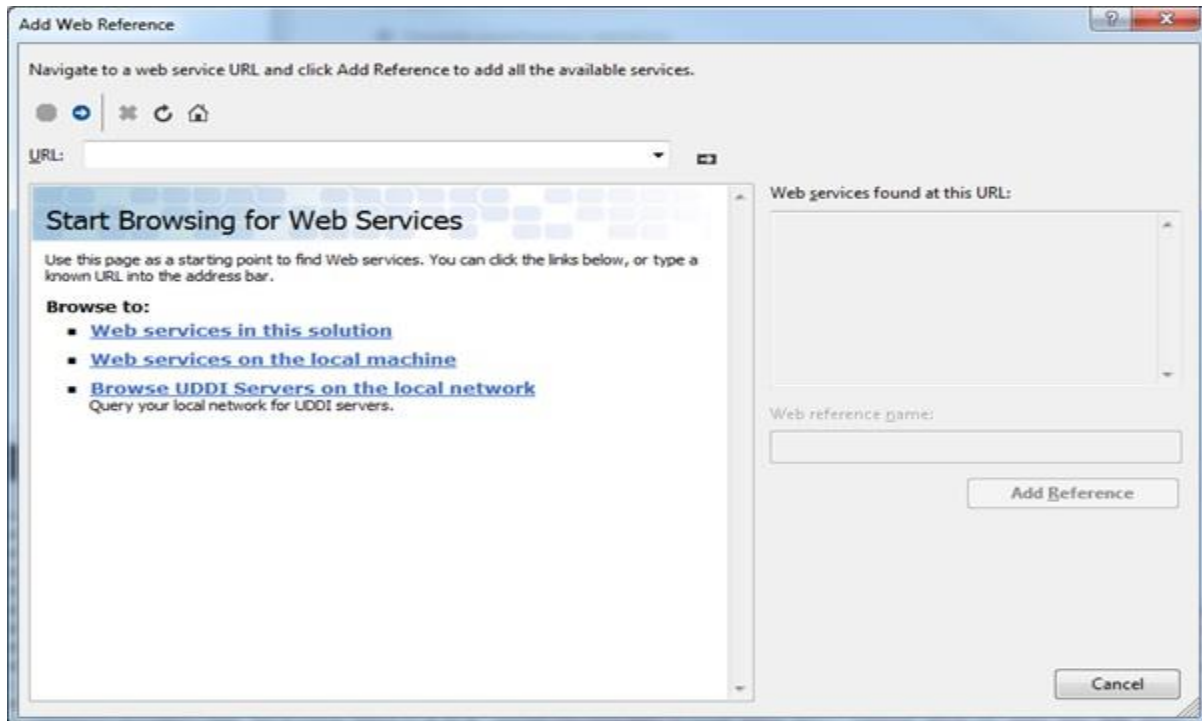 Add Web Reference
Navigate to a web service URL and click Add Reference to add all the available services.
URL:
Start Browsing for Web Services
Use this page as a starting point to find Web services. You can click the links below, or type a
known URL into the address bar.
Browse to:
Web services in this solution
Web services on the local machine
Browse UDDI Servers on the local network
Query your local network for UDDI servers.
Web services found at this URL:
Web reference name:
Add Reference
Cancel